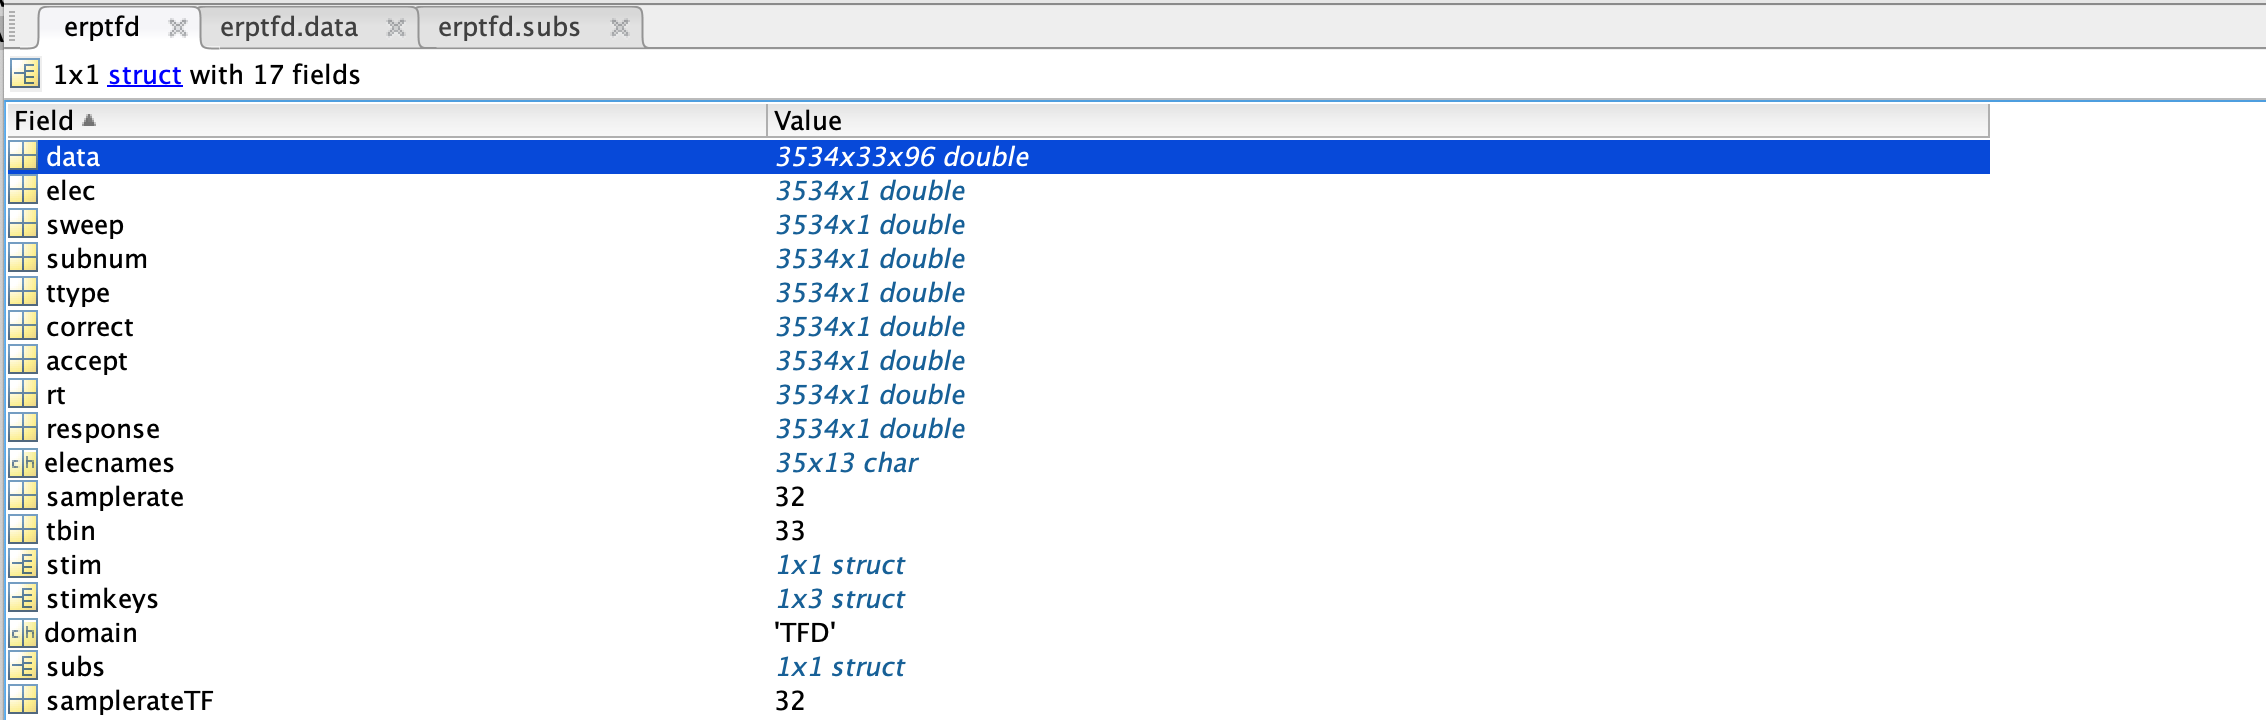 erptfd erptfd.data erptfd.subs
1x1 struct with 17 fields
Field Value
data 3534x33x96 double
elec 3534x1 double
sweep 3534x1 double
subnum 3534x1 double
ttype 3534x1 double
correct 3534x1 double
accept 3534x1 double
rt 3534x1 double
response 3534x1 double
elecnames 35x13 char
samplerate 32
tbin 33
stim 1x1 struct
stimkeys 1x3 struct
domain 'TFD'
subs 1x1 struct
samplerateTF 32